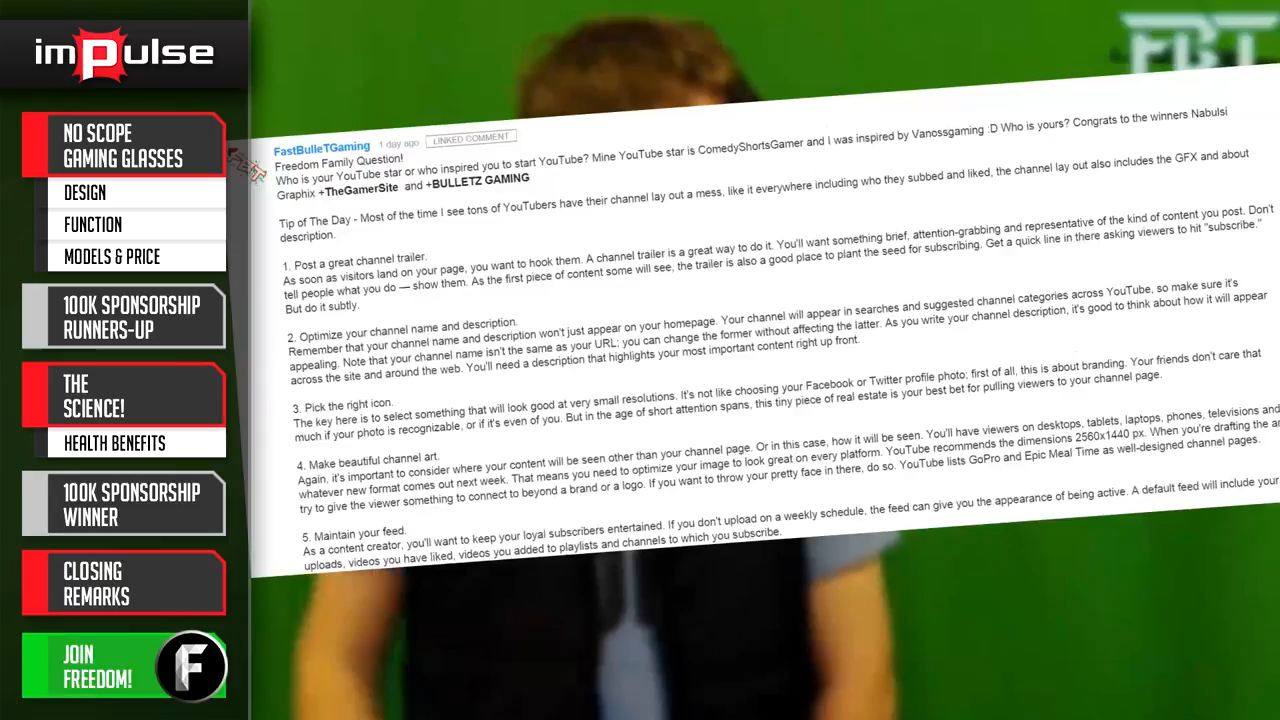 imPulse
NO SCOPE
GAMING GLASSES
DESIGN
FUNCTION
MODELS & PRICE
100K SPONSORSHIP
RUNNERS-UP
THE
SCIENCE!
HEALTH BENEFITS
100K SPONSORSHIP
WINNER
CLOSING
REMARKS
JOIN
FREEDOM!
F
FBT
FBT
FastBulleTGaming 1 day ago LINKED COMMENT
Freedom Family Question!
Who is your YouTube star or who inspired you to start YouTube? Mine YouTube star is ComedyShortsGamer and I was inspired by Vanossgaming :D Who is yours? Congrats to the winners Nabulsi
Graphix +TheGamerSite and +BULLETZ GAMING
Tip of The Day - Most of the time I see tons of YouTubers have their channel lay out a mess, like it everywhere including who they subbed and liked, the channel lay out also includes the GFX and about
description.
1. Post a great channel trailer.
As soon as visitors land on your page, you want to hook them. A channel trailer is a great way to do it. You'll want something brief, attention-grabbing and representative of the kind of content you post. Don't
tell people what you do — show them. As the first piece of content some will see, the trailer is also a good place to plant the seed for subscribing. Get a quick line in there asking viewers to hit "subscribe."
But do it subtly.
2. Optimize your channel name and description.
Remember that your channel name and description won't just appear on your homepage. Your channel will appear in searches and suggested channel categories across YouTube, so make sure it's
appealing. Note that your channel name isn't the same as your URL; you can change the former without affecting the latter. As you write your channel description, it's good to think about how it will appear
across the site and around the web. You'll need a description that highlights your most important content right up front.
3. Pick the right icon.
The key here is to select something that will look good at very small resolutions. It's not like choosing your Facebook or Twitter profile photo; first of all, this is about branding. Your friends don't care that
much if your photo is recognizable, or if it's even of you. But in the age of short attention spans, this tiny piece of real estate is your best bet for pulling viewers to your channel page.
4. Make beautiful channel art.
Again, it's important to consider where your content will be seen other than your channel page. Or in this case, how it will be seen. You'll have viewers on desktops, tablets, laptops, phones, televisions and
whatever new format comes out next week. That means you need to optimize your image to look great on every platform. YouTube recommends the dimensions 2560x1440 px. When you're drafting the
try to give the viewer something to connect to beyond a brand or a logo. If you want to throw your pretty face in there, do so. YouTube lists GoPro and Epic Meal Time as well-designed channel pages.
5. Maintain your feed.
As a content creator, you'll want to keep your loyal subscribers entertained. If you don't upload on a weekly schedule, the feed can give you the appearance of being active. A default feed will include your
uploads, videos you have liked, videos you added to playlists and channels to which you subscribe.